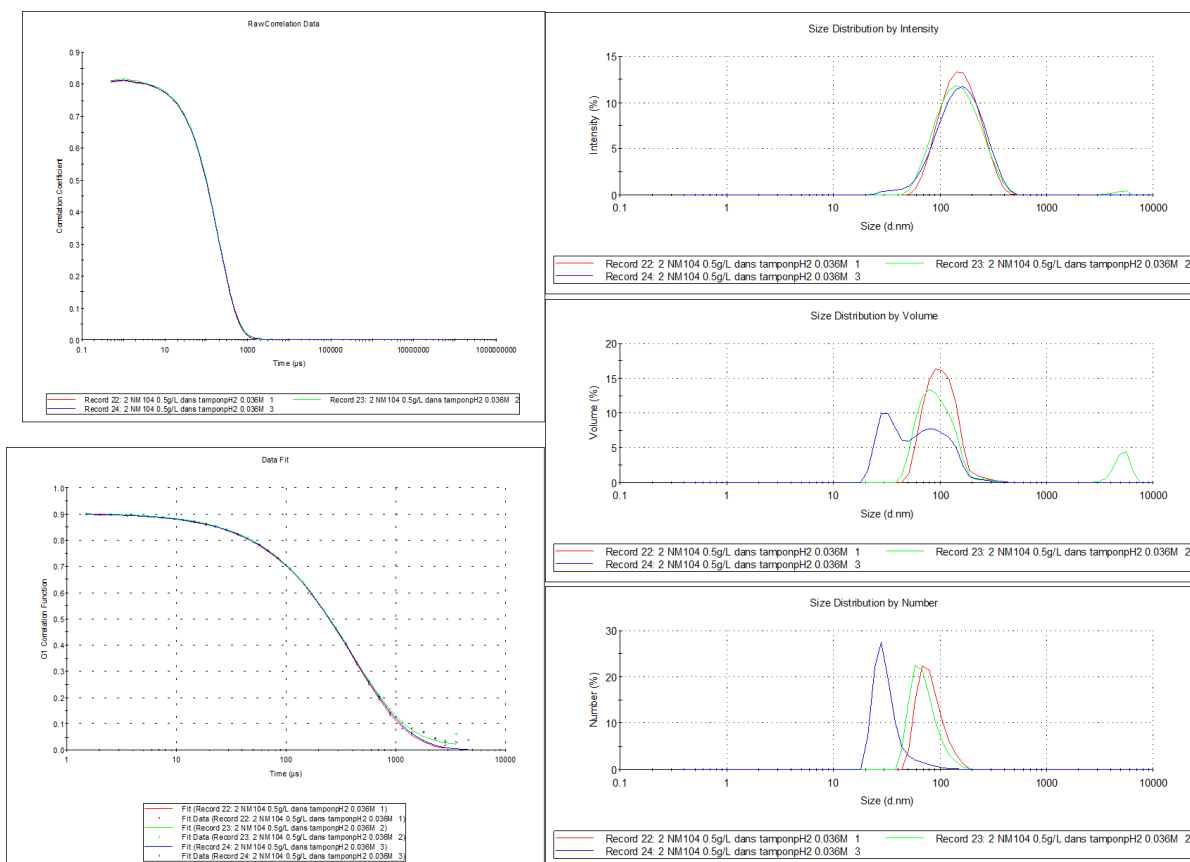 RawCorrelation Data
0.9
0.8
0.7
0.6
0.5
0.4
0.3
0.2
0.1
0.0
Correlation Coefficient
0.1 10 1000 100000 10000000 1000000000
Time (µs)
Record 22: 2 NM104 0.5g/L dans tamponpH2 0.036M 1 Record 23: 2 NM104 0.5g/L dans tamponpH2 0.036M 2
Record 24: 2 NM104 0.5g/L dans tamponpH2 0.036M 3
Data Fit
1.0
0.9
0.8
0.7
0.6
0.5
0.4
0.3
0.2
0.1
0.0
G1 Correlation Function
1 10 100 1000 10000
Time (µs)
Fit (Record 22: 2 NM104 0.5g/L dans tamponpH2 0.036M 1)
Fit Data (Record 22: 2 NM104 0.5g/L dans tamponpH2 0.036M 1)
Fit (Record 23: 2 NM104 0.5g/L dans tamponpH2 0.036M 2)
Fit Data (Record 23: 2 NM104 0.5g/L dans tamponpH2 0.036M 2)
Fit (Record 24: 2 NM104 0.5g/L dans tamponpH2 0.036M 3)
Fit Data (Record 24: 2 NM104 0.5g/L dans tamponpH2 0.036M 3)
Size Distribution by Intensity
15
10
5
0
Intensity (%)
0.1 1 10 100 1000 10000
Size (d.nm)
Record 22: 2 NM104 0.5g/L dans tamponpH2 0.036M 1 Record 23: 2 NM104 0.5g/L dans tamponpH2 0.036M 2
Record 24: 2 NM104 0.5g/L dans tamponpH2 0.036M 3
Size Distribution by Volume
20
15
10
5
0
Volume (%)
0.1 1 10 100 1000 10000
Size (d.nm)
Record 22: 2 NM104 0.5g/L dans tamponpH2 0.036M 1 Record 23: 2 NM104 0.5g/L dans tamponpH2 0.036M 2
Record 24: 2 NM104 0.5g/L dans tamponpH2 0.036M 3
Size Distribution by Number
30
20
10
0
Number (%)
0.1 1 10 100 1000 10000
Size (d.nm)
Record 22: 2 NM104 0.5g/L dans tamponpH2 0.036M 1 Record 23: 2 NM104 0.5g/L dans tamponpH2 0.036M 2
Record 24: 2 NM104 0.5g/L dans tamponpH2 0.036M 3